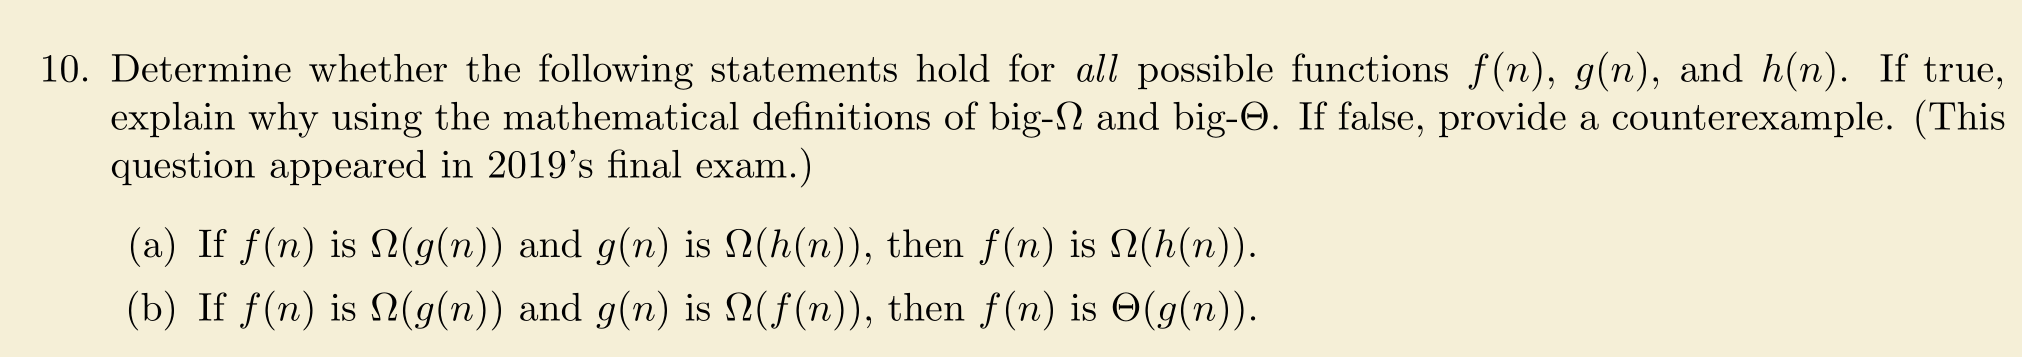 10. Determine whether the following statements hold for all possible functions f(n), g(n), and h(n). If true,
explain why using the mathematical definitions of big-Ω and big-Θ. If false, provide a counterexample. (This
question appeared in 2019's final exam.)
(a) If f(n) is Ω(g(n)) and g(n) is Ω(h(n)), then f(n) is Ω(h(n)).
(b) If f(n) is Ω(g(n)) and g(n) is Ω(f(n)), then f(n) is Θ(g(n)).